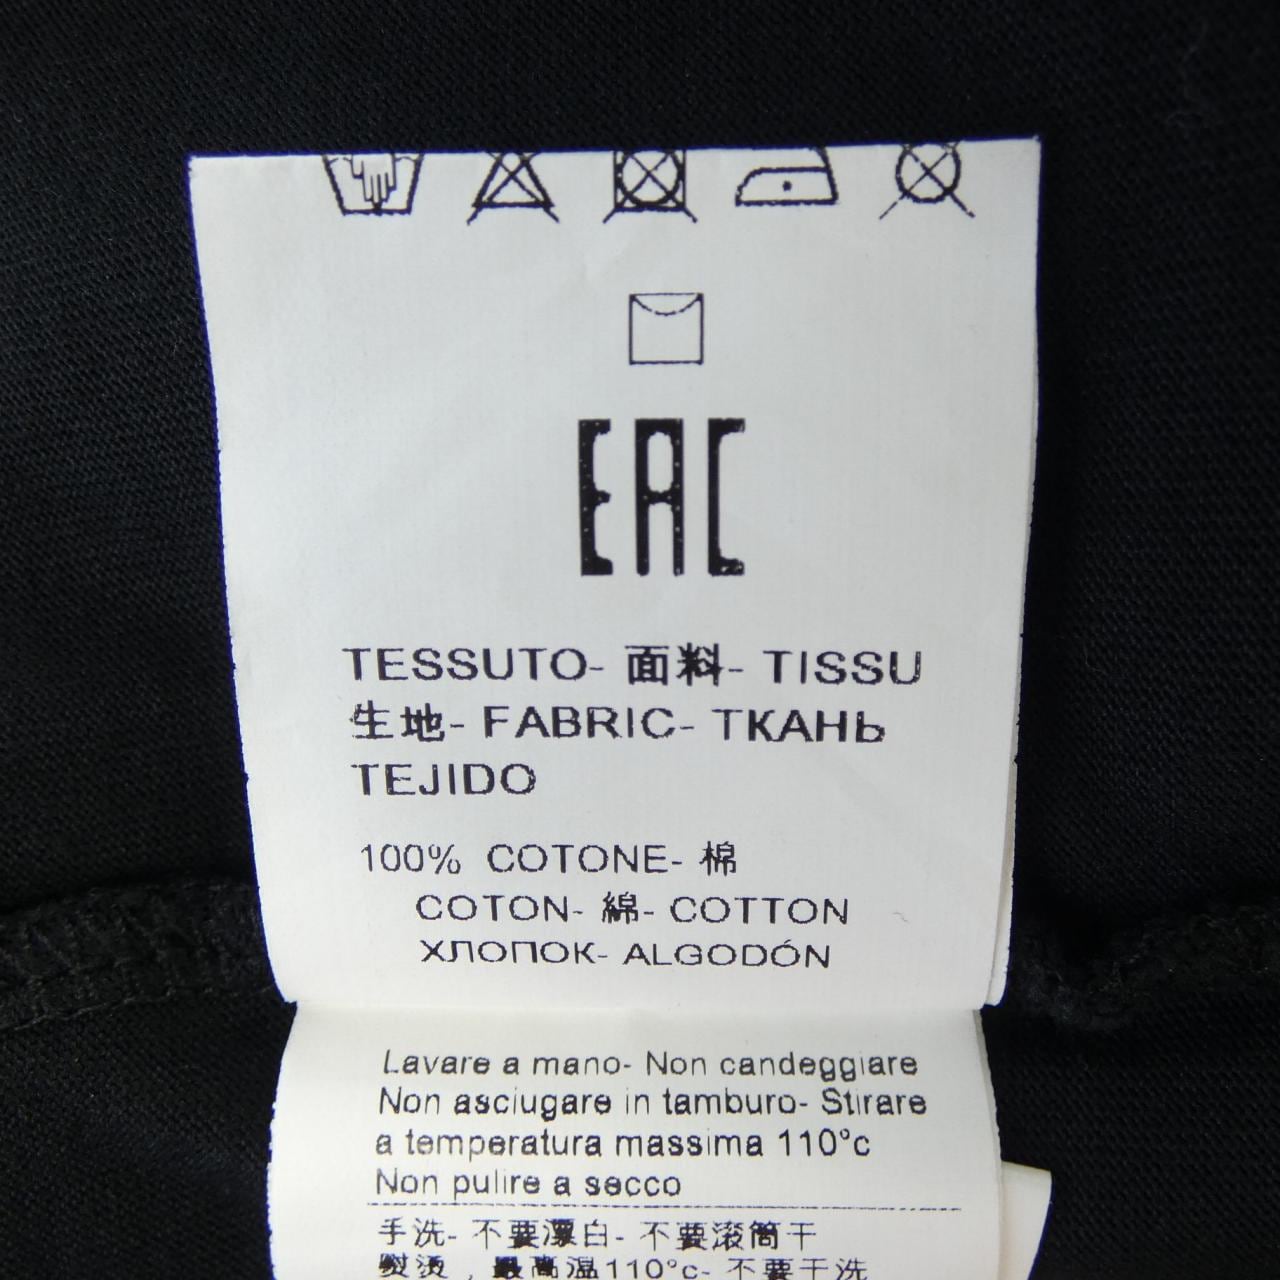 EAC
TESSUTO- 面料- TISSU
生地- FABRIC- ТКАНЬ
TEJIDO
100% COTONE- 棉
COTON- 綿- COTTON
ХЛОПОК- ALGODÓN
Lavare a mano- Non candeggiare
Non asciugare in tamburo- Stirare
a temperatura massima 110°c
Non pulire a secco
手洗- 不要漂白- 不要滚筒干
熨烫，最高温110°c- 不要干洗